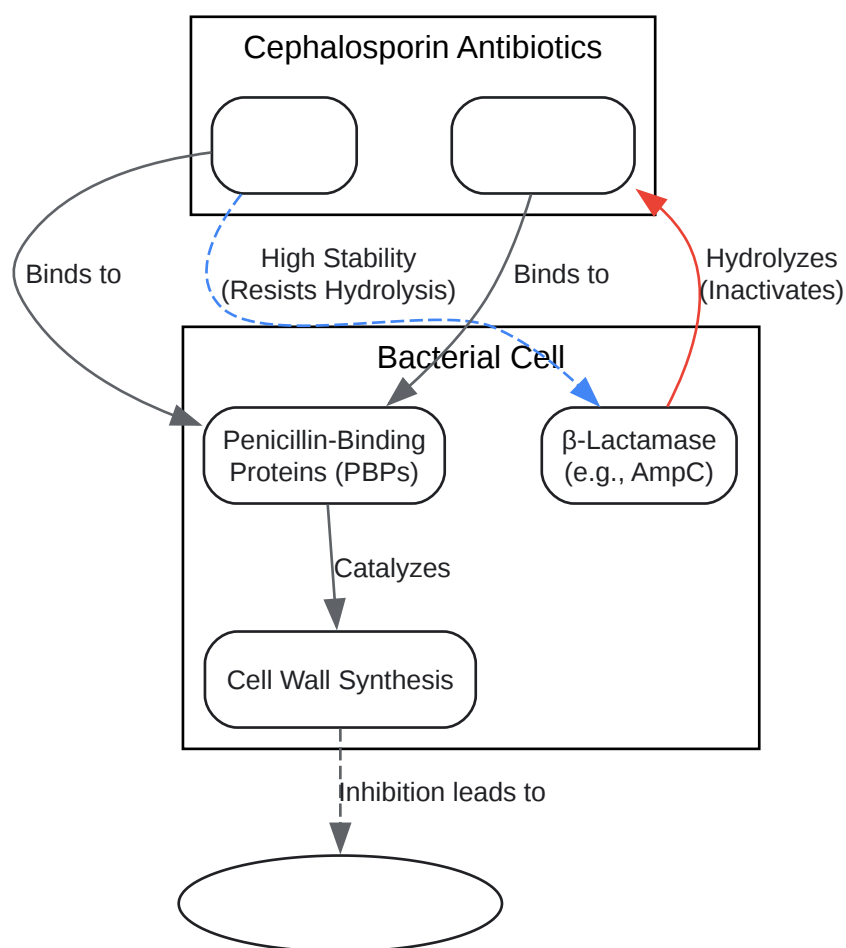 Cephalosporin Antibiotics
Binds to
High Stability
(Resists Hydrolysis)
Binds to
Hydrolyzes
(Inactivates)
Bacterial Cell
Penicillin-Binding
Proteins (PBPs)
β-Lactamase
(e.g., AmpC)
Catalyzes
Cell Wall Synthesis
Inhibition leads to